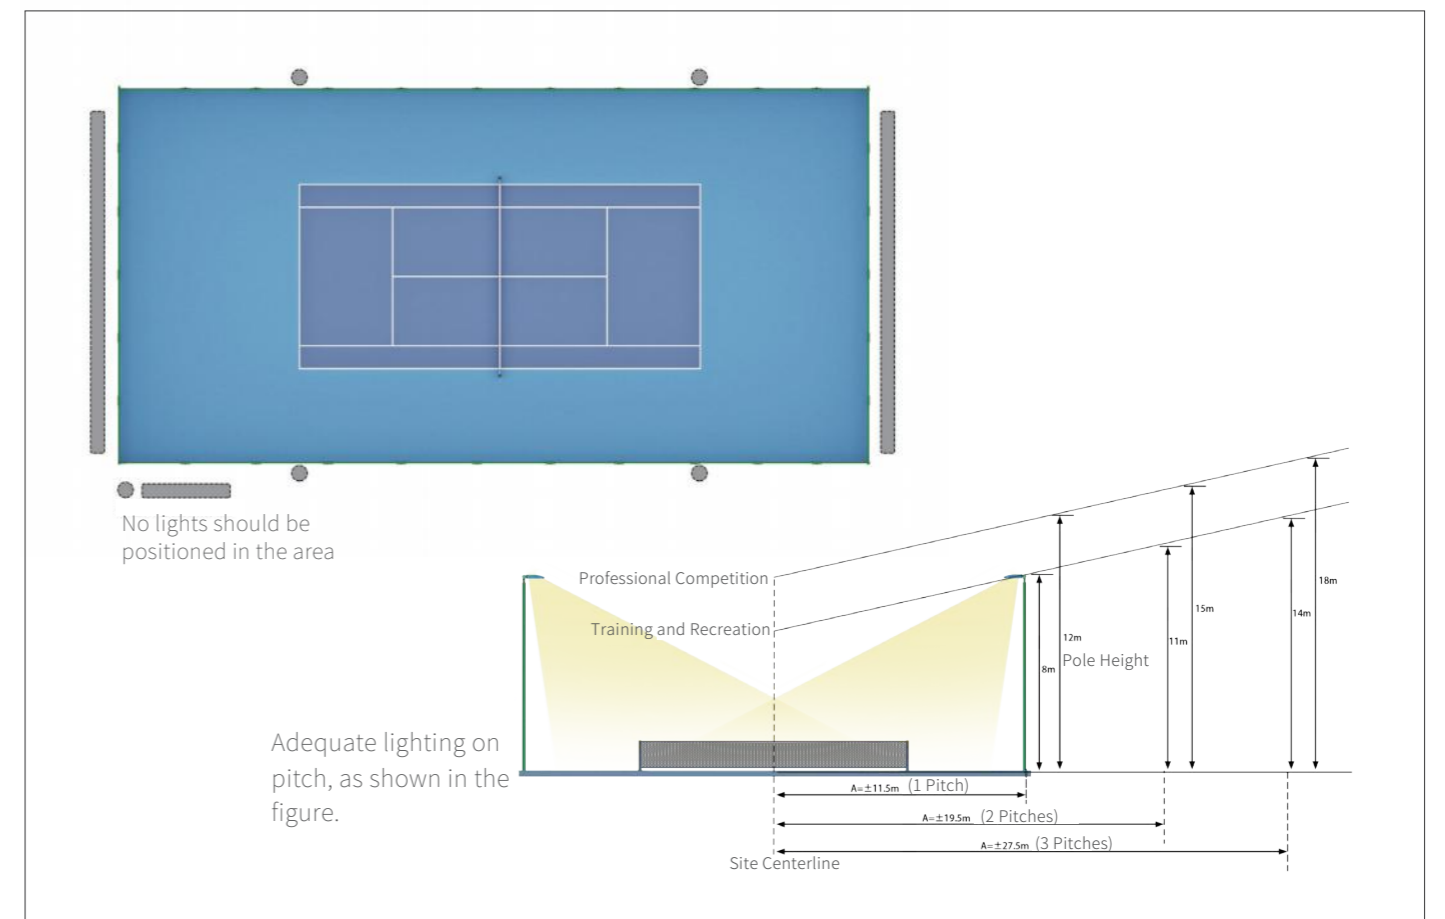 No lights should be
positioned in the area
Professional Competition
Training and Recreation
18m
15m
14m
12m
11m
8m
Pole Height
Adequate lighting on
pitch, as shown in the
figure.
A=±11.5m (1 Pitch)
A=±19.5m (2 Pitches)
A=±27.5m (3 Pitches)
Site Centerline